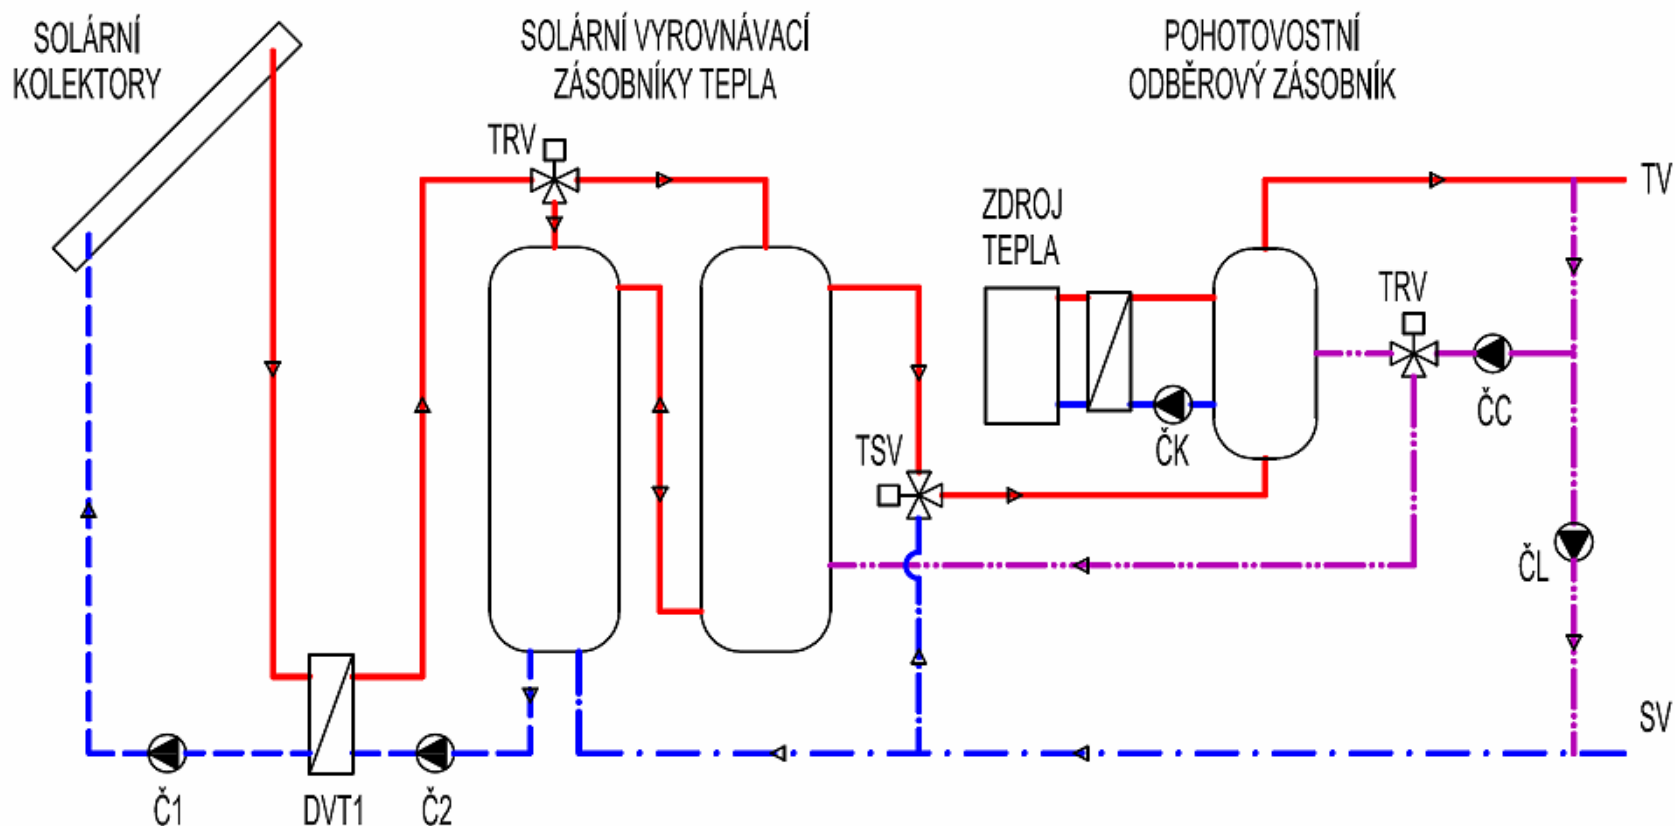 SOLÁRNÍ
KOLEKTORY
SOLÁRNÍ VYROVNÁVACÍ
ZÁSOBNÍKY TEPLA
POHOTOVOSTNÍ
ODBĚROVÝ ZÁSOBNÍK
TRV
TV
ZDROJ
TEPLA
TRV
ČC
TSV
ČK
ČL
SV
Č1
DVT1
Č2